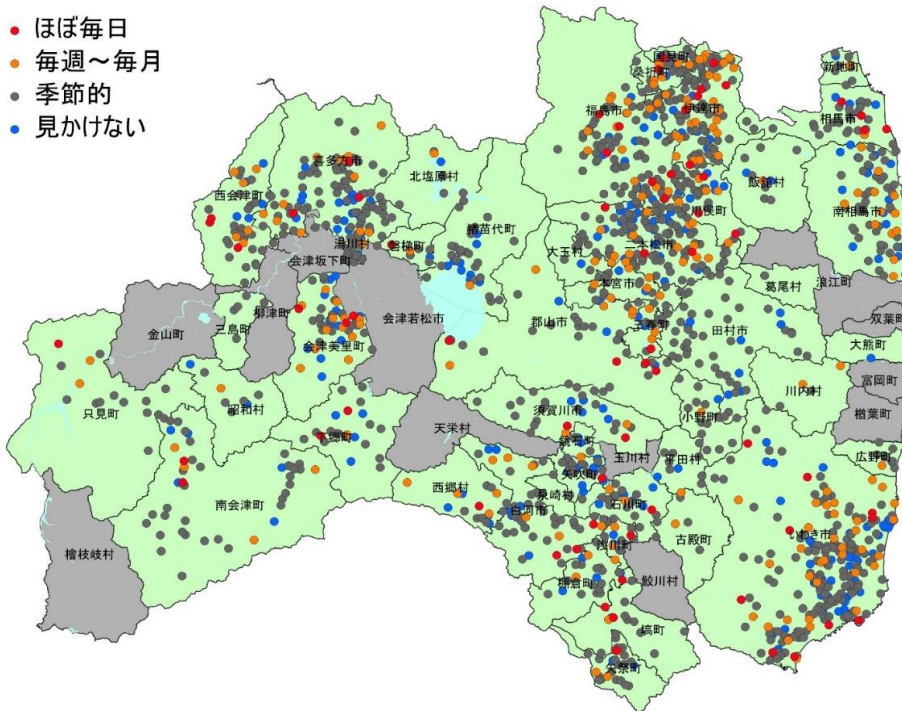 ほぼ毎日
毎週～毎月
季節的
見かけない
国見町
桑折町
新地町
福島市
伊達市
相馬市
喜多方市
北塩原村
西会津町
飯舘村
川俣町
南相馬市
猪苗代町
湯川村
磐梯町
大玉村
二本松市
会津坂下町
本宮市
葛尾村
浪江町
柳津町
会津若松市
金山町
三島町
郡山市
三春町
田村市
双葉町
会津美里町
大熊町
川内村
富岡町
只見町
昭和村
須賀川市
小野町
楢葉町
下郷町
天栄村
鏡石町
玉川村
平田村
広野町
矢吹町
西郷村
泉崎村
南会津町
白河市
石川町
古殿町
いわき市
浅川町
檜枝岐村
棚倉町
鮫川村
塙町
矢祭町